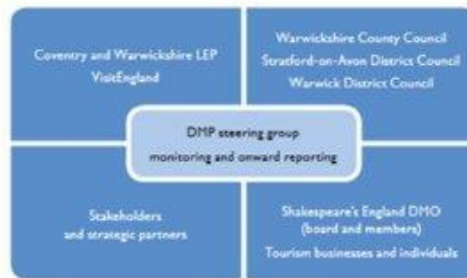 Coventry and Warwickshire LEP
VisitEngland
Warwickshire County Council
Stratford-on-Avon District Council
Warwick District Council
DMP steering group
monitoring and onward reporting
Stakeholders
and strategic partners
Shakespeare's England DMO
(board and members)
Tourism businesses and individuals